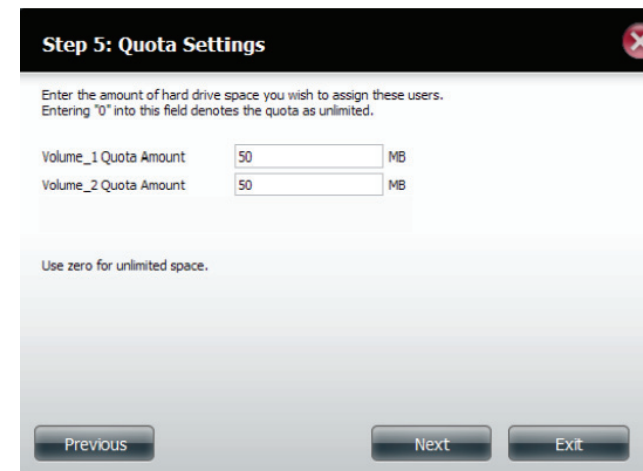 Step 5: Quota Settings
Enter the amount of hard drive space you wish to assign these users.
Entering "0" into this field denotes the quota as unlimited.
Volume_1 Quota Amount 50 MB
Volume_2 Quota Amount 50 MB
Use zero for unlimited space.
Previous Next Exit